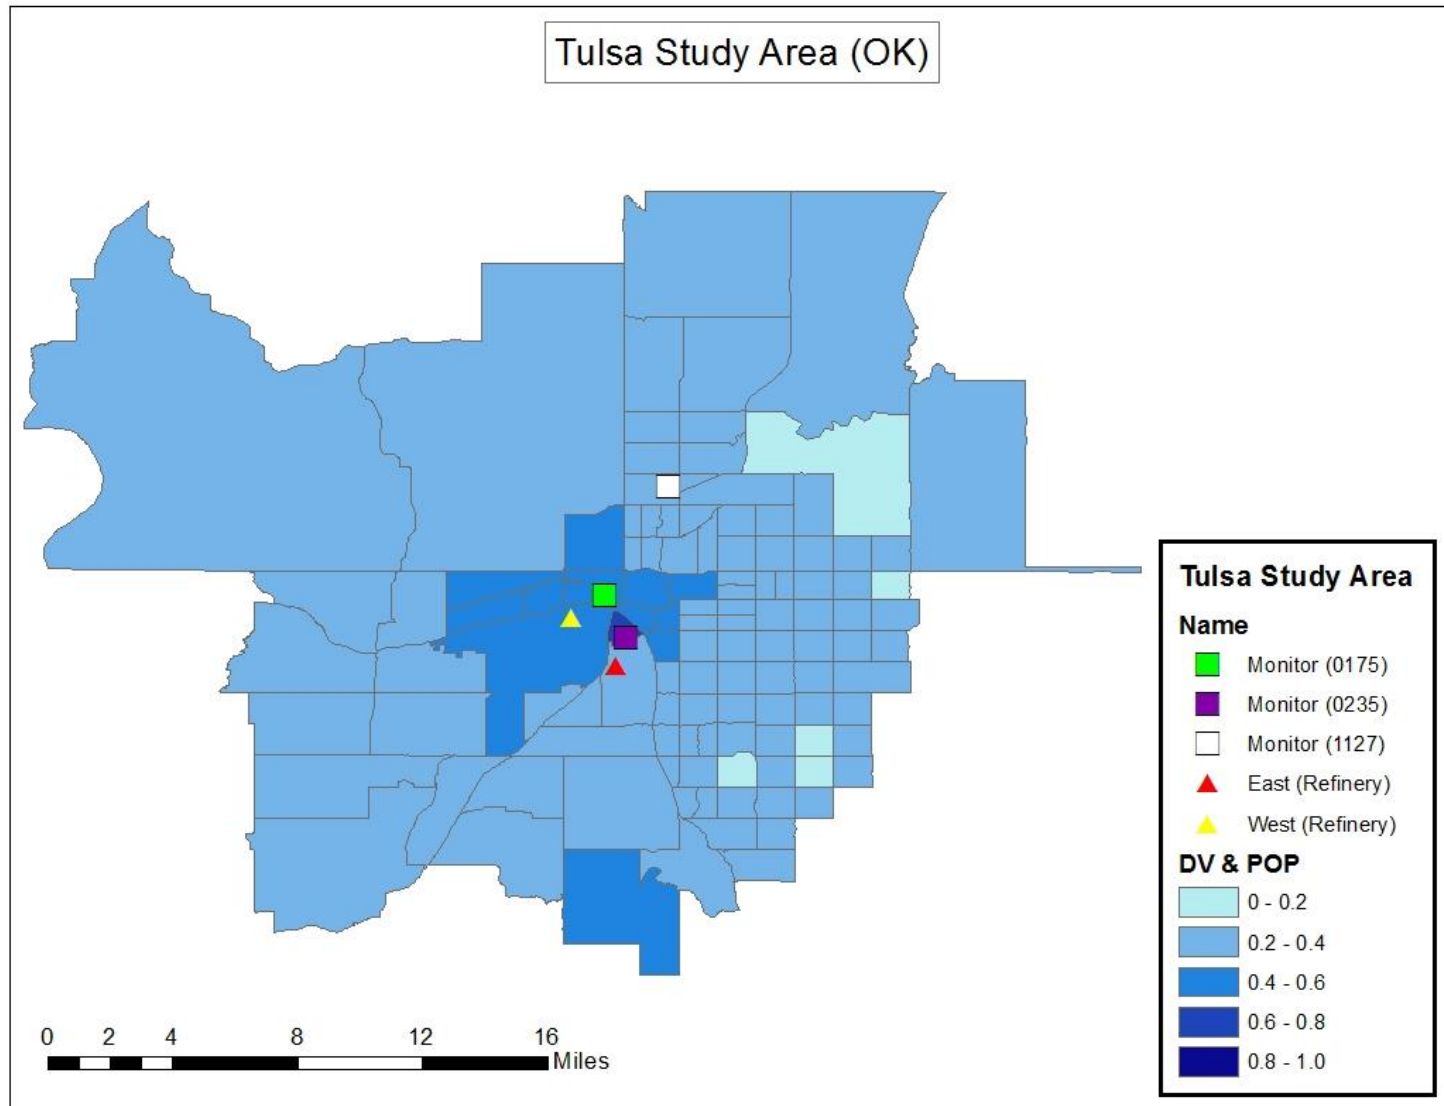 Tulsa Study Area (OK)
Tulsa Study Area
Name
Monitor (0175)
Monitor (0235)
Monitor (1127)
East (Refinery)
West (Refinery)
DV & POP
0 - 0.2
0.2 - 0.4
0.4 - 0.6
0.6 - 0.8
0.8 - 1.0
0 2 4 8 12 16
Miles